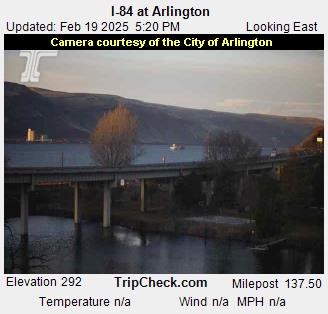 I-84 at Arlington
Updated: Feb 19 2025 5:20 PM Looking East
Camera courtesy of the City of Arlington
Elevation 292 TripCheck.com Milepost 137.50
Temperature n/a Wind n/a MPH n/a